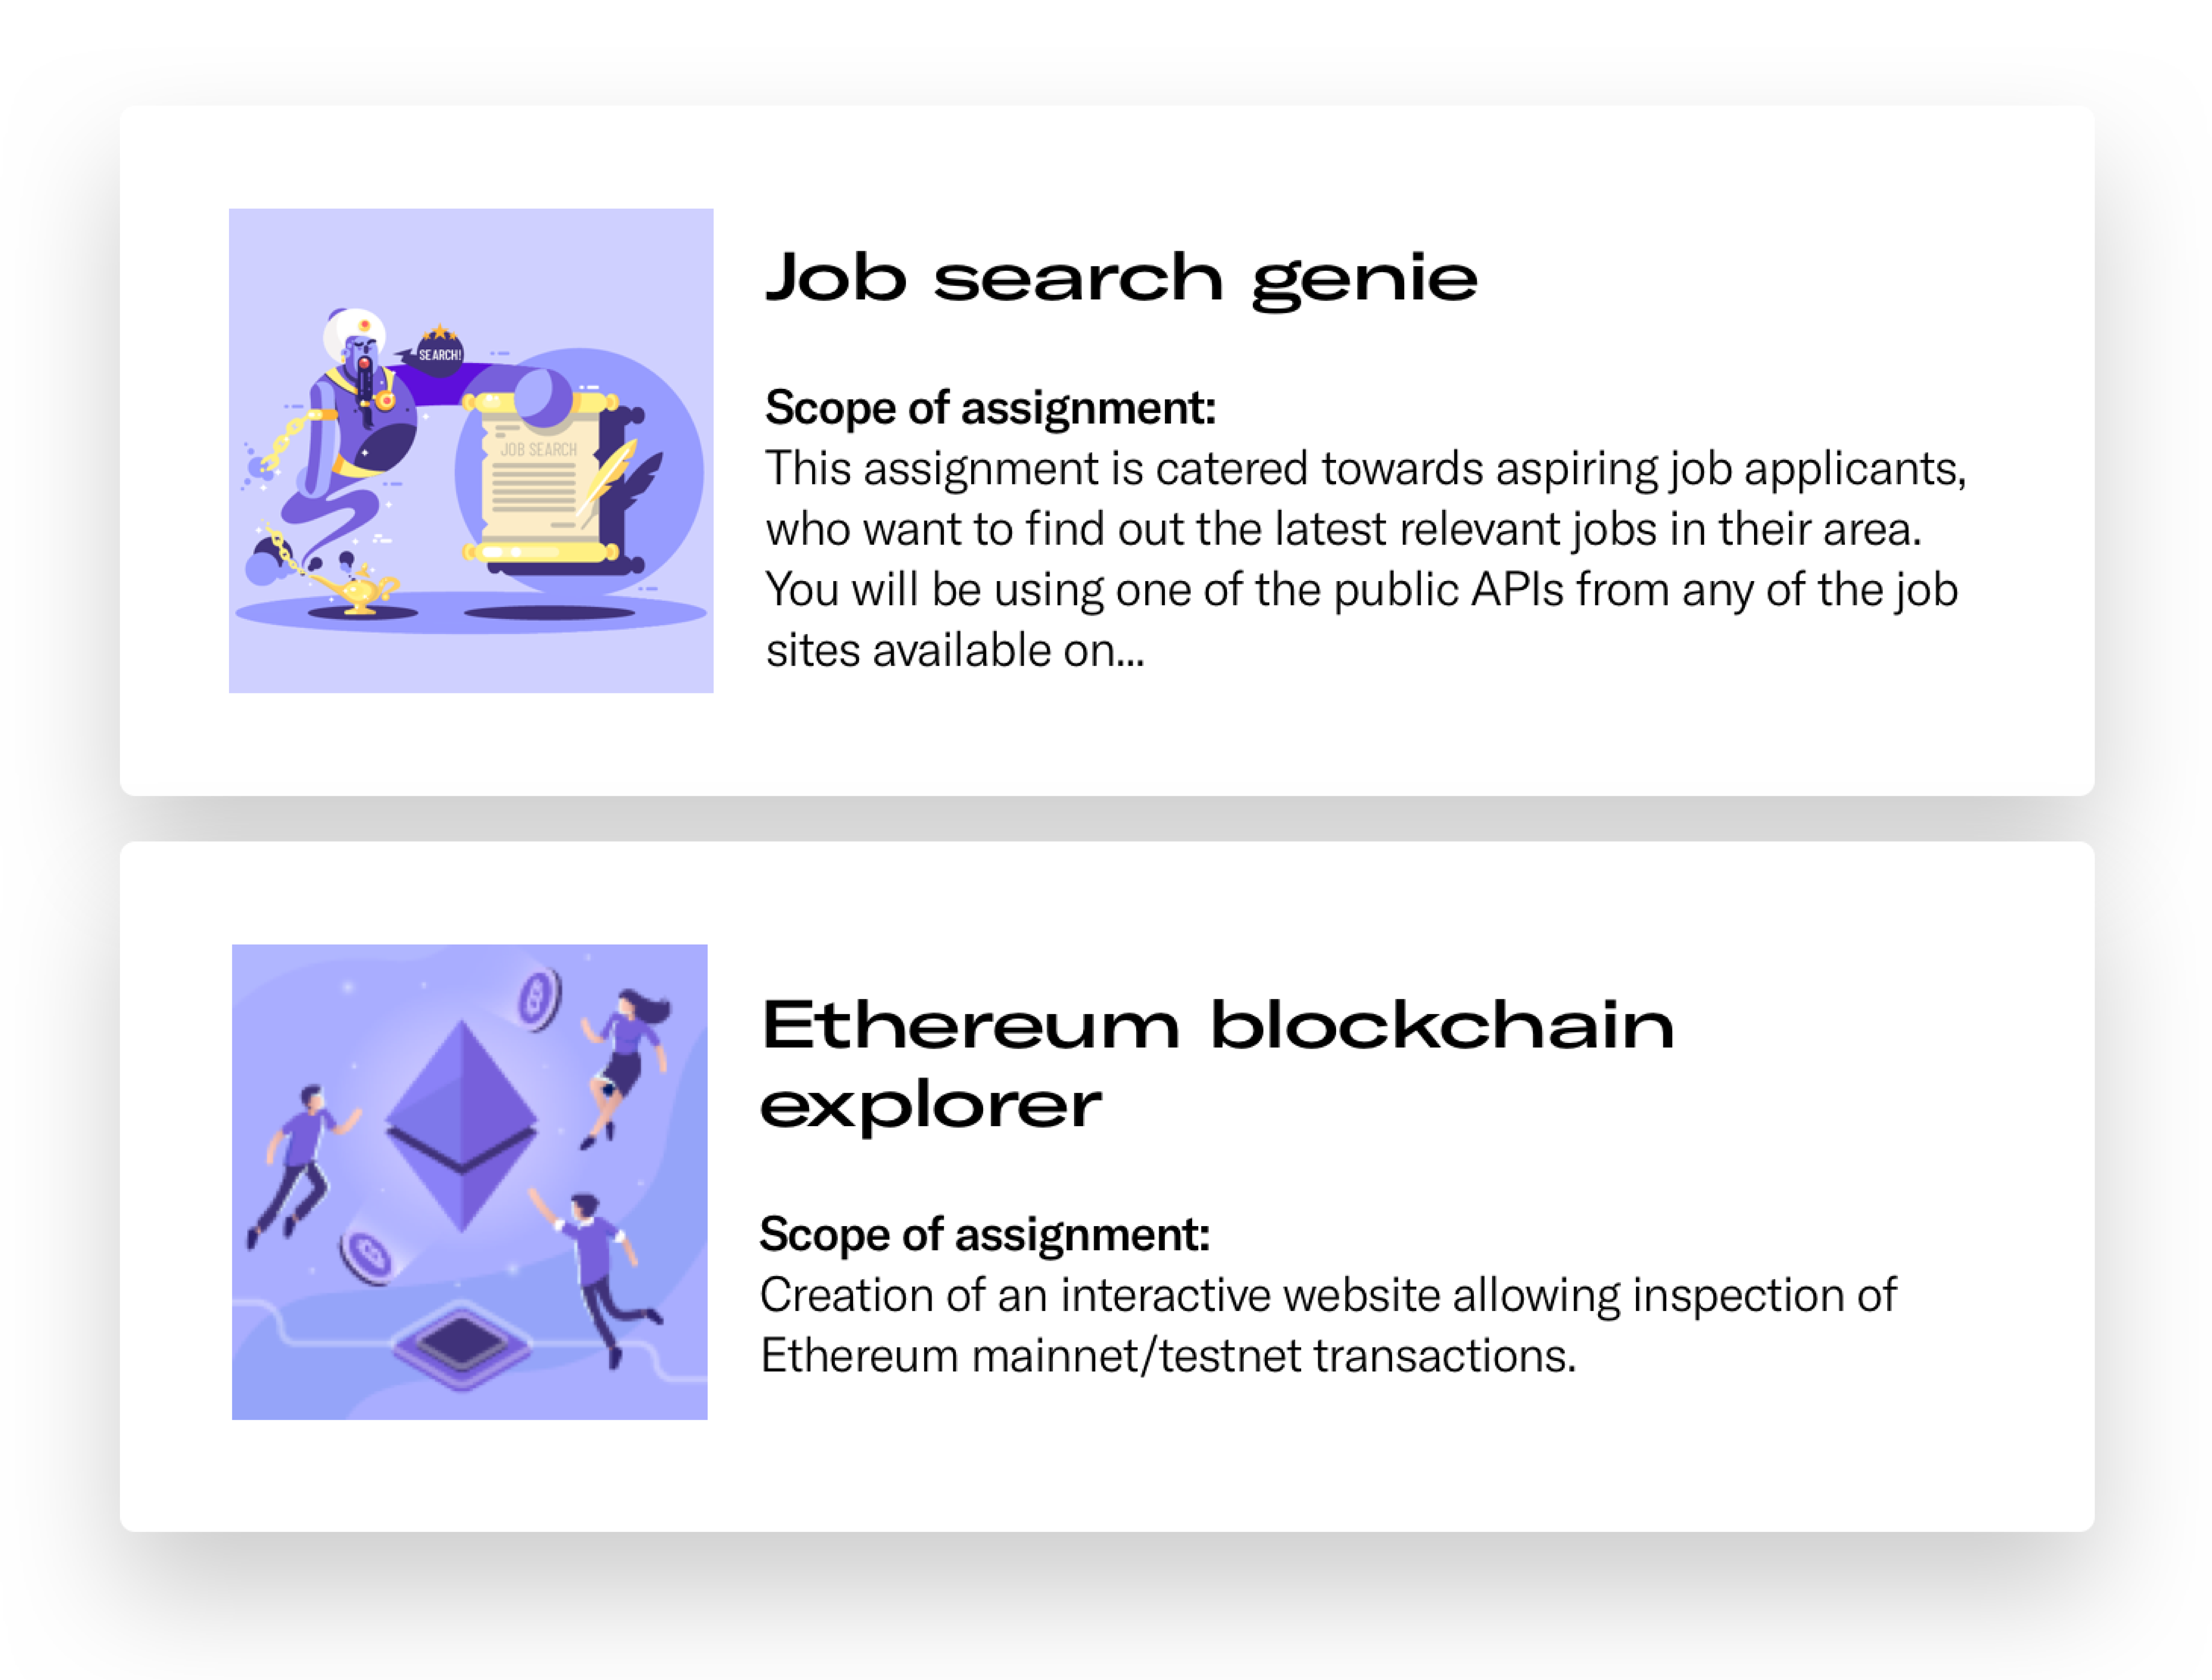 Job search genie
SEARCH!
JOB SEARCH
Scope of assignment:
This assignment is catered towards aspiring job applicants,
who want to find out the latest relevant jobs in their area.
You will be using one of the public APIs from any of the job
sites available on...
Ethereum blockchain
explorer
Scope of assignment:
Creation of an interactive website allowing inspection of
Ethereum mainnet/testnet transactions.